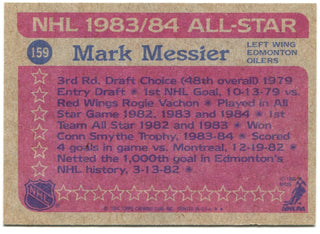 NHL 1983/84 ALL-STAR
159
Mark Messier
LEFT WING
EDMONTON
OILERS
3rd Rd. Draft Choice (48th overall) 1979
Entry Draft * 1st NHL Goal, 10-13-79 vs.
Red Wings Rogie Vachon * Played in All
Star Game 1982, 1983 and 1984 * 1st
Team All Star 1982 and 1983 * Won
Conn Smythe Trophy, 1983-84 * Scored
4 goals in game vs. Montreal, 12-19-82 *
Netted the 1,000th goal in Edmonton's
NHL history, 3-13-82 *
NHL
NHLPA